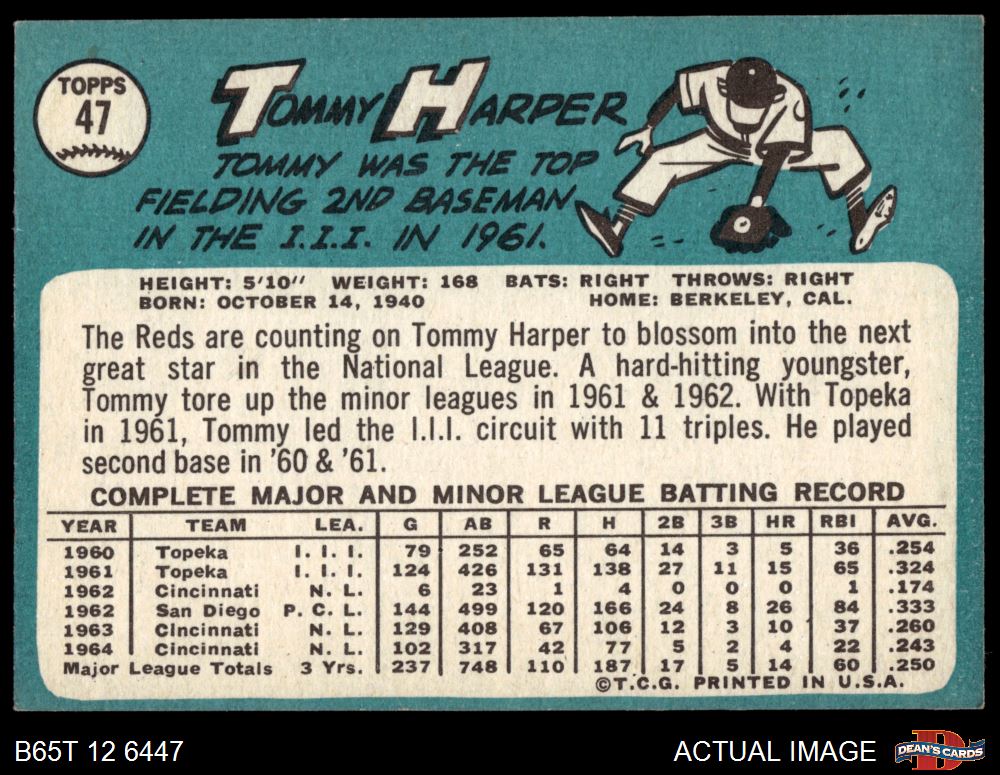 TOPPS
47
TOMMY HARPER
TOMMY WAS THE TOP
FIELDING 2ND BASEMAN
IN THE I.I.I. IN 1961.
HEIGHT: 5'10" WEIGHT: 168 BATS: RIGHT THROWS: RIGHT
BORN: OCTOBER 14, 1940 HOME: BERKELEY, CAL.
The Reds are counting on Tommy Harper to blossom into the next
great star in the National League. A hard-hitting youngster,
Tommy tore up the minor leagues in 1961 & 1962. With Topeka
in 1961, Tommy led the I.I.I. circuit with 11 triples. He played
second base in '60 & '61.
COMPLETE MAJOR AND MINOR LEAGUE BATTING RECORD
YEAR TEAM LEA. G AB R H 2B 3B HR RBI AVG.
1960 Topeka I. I. I. 79 252 65 64 14 3 5 36 .254
1961 Topeka I. I. I. 124 426 131 138 27 11 15 65 .324
1962 Cincinnati N. L. 6 23 1 4 0 0 0 1 .174
1962 San Diego P. C. L. 144 499 120 166 24 8 26 84 .333
1963 Cincinnati N. L. 129 408 67 106 12 3 10 37 .260
1964 Cincinnati N. L. 102 317 42 77 5 2 4 22 .243
Major League Totals 3 Yrs. 237 748 110 187 17 5 14 60 .250
©T.C.G. PRINTED IN U.S.A.
B65T 12 6447
ACTUAL IMAGE
D
DEAN'S CARDS